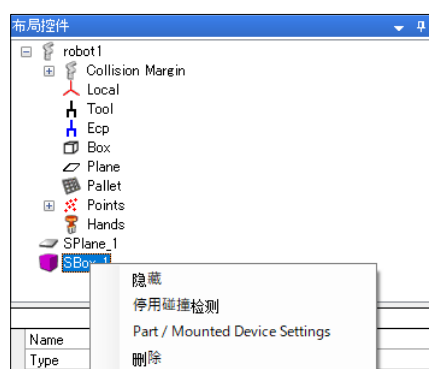 布局控件
robot1
Collision Margin
Local
Tool
Ecp
Box
Plane
Pallet
Points
Hands
SPlane_1
SBox_1
隐藏
停用碰撞检测
Part / Mounted Device Settings
删除
Name
Type